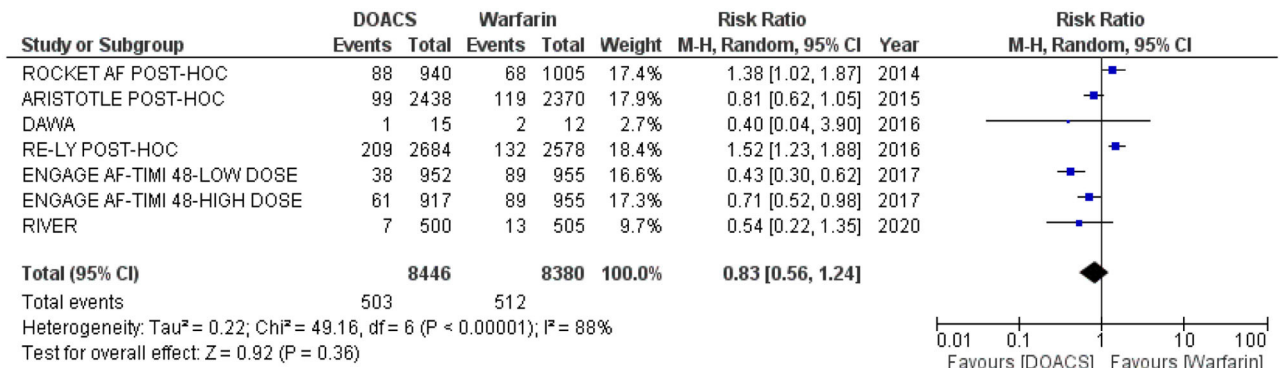 DOACS Warfarin Risk Ratio Risk Ratio
Study or Subgroup Events Total Events Total Weight M-H, Random, 95% CI Year M-H, Random, 95% CI
ROCKET AF POST-HOC 88 940 68 1005 17.4% 1.38 [1.02, 1.87] 2014
ARISTOTLE POST-HOC 99 2438 119 2370 17.9% 0.81 [0.62, 1.05] 2015
DAWA 1 15 2 12 2.7% 0.40 [0.04, 3.90] 2016
RE-LY POST-HOC 209 2684 132 2578 18.4% 1.52 [1.23, 1.88] 2016
ENGAGE AF-TIMI 48-LOW DOSE 38 952 89 955 16.6% 0.43 [0.30, 0.62] 2017
ENGAGE AF-TIMI 48-HIGH DOSE 61 917 89 955 17.3% 0.71 [0.52, 0.98] 2017
RIVER 7 500 13 505 9.7% 0.54 [0.22, 1.35] 2020
Total (95% CI) 8446 8380 100.0% 0.83 [0.56, 1.24]
Total events 503 512
Heterogeneity: Tau² = 0.22; Chi² = 49.16, df = 6 (P < 0.00001); I² = 88%
Test for overall effect: Z = 0.92 (P = 0.36)
0.01 0.1 1 10 100
Favours [DOACS] Favours [Warfarin]